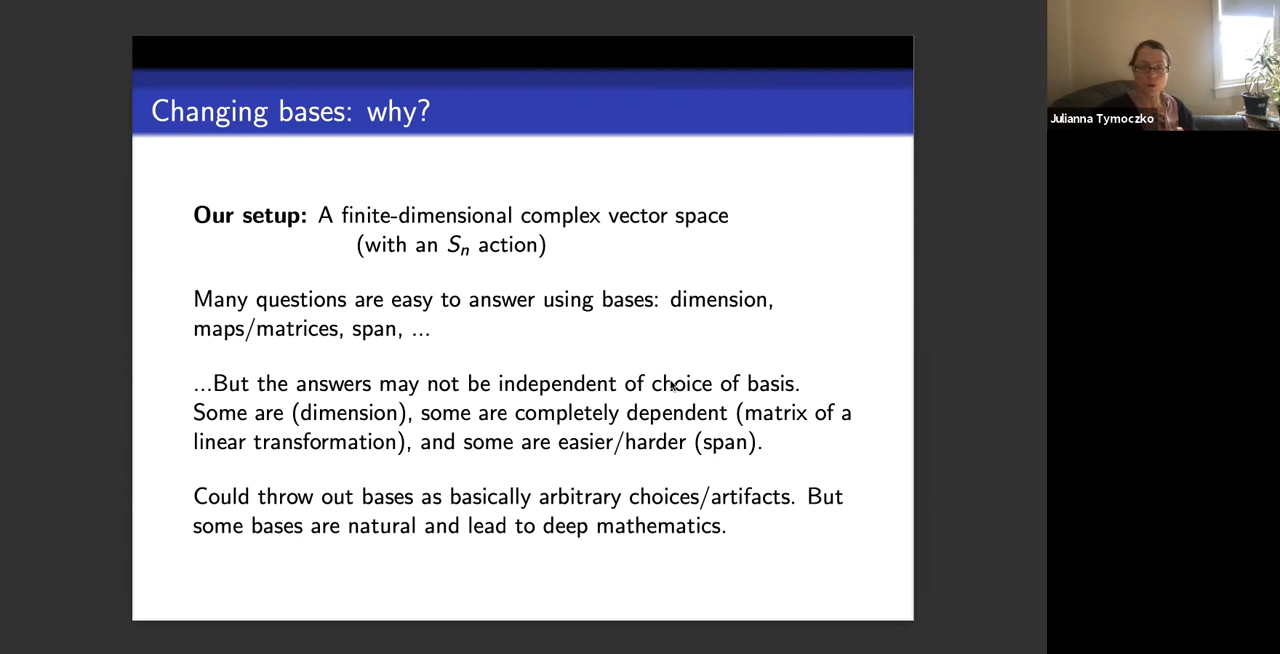 Changing bases: why?
Our setup: A finite-dimensional complex vector space
(with an Sn action)
Many questions are easy to answer using bases: dimension,
maps/matrices, span, ...
...But the answers may not be independent of choice of basis.
Some are (dimension), some are completely dependent (matrix of a
linear transformation), and some are easier/harder (span).
Could throw out bases as basically arbitrary choices/artifacts. But
some bases are natural and lead to deep mathematics.
Julianna Tymoczko